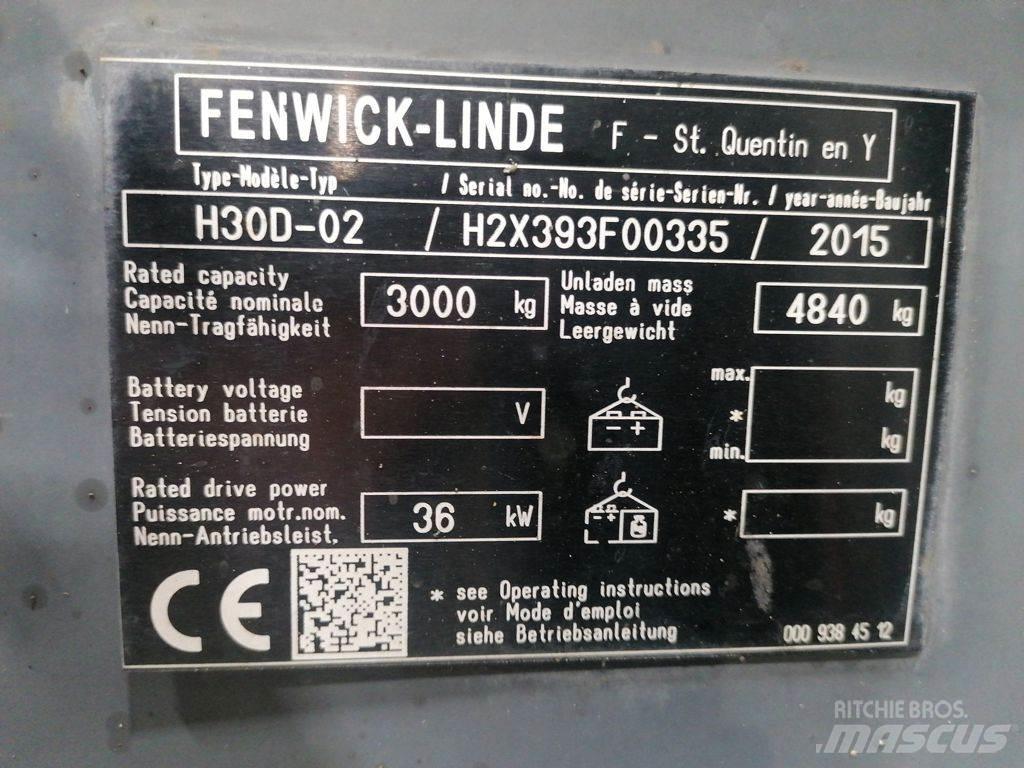 FENWICK-LINDE F - St. Quentin en Y
Type-Modèle-Typ / Serial no.-No. de série-Serien-Nr. / year-année-Baujahr
H30D-02 / H2X393F00335 / 2015
Rated capacity
Capacité nominale
Nenn-Tragfähigkeit
3000 kg
Unladen mass
Masse à vide
Leergewicht
4840 kg
Battery voltage
Tension batterie
Batteriespannung
V
- +
max. kg
*
min. kg
Rated drive power
Puissance motr.nom.
Nenn-Antriebsleist.
36 kW
- +
* kg
CE
* see Operating instructions
voir Mode d'emploi
siehe Betriebsanleitung
000 938 45 12
RITCHIE BROS.
mascus